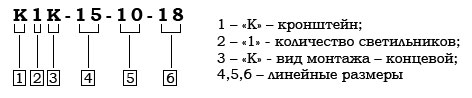 К1К-15-10-18
1 2 3 4 5 6
1 – «К» – кронштейн;
2 – «1» - количество светильников;
3 – «К» - вид монтажа – концевой;
4,5,6 – линейные размеры